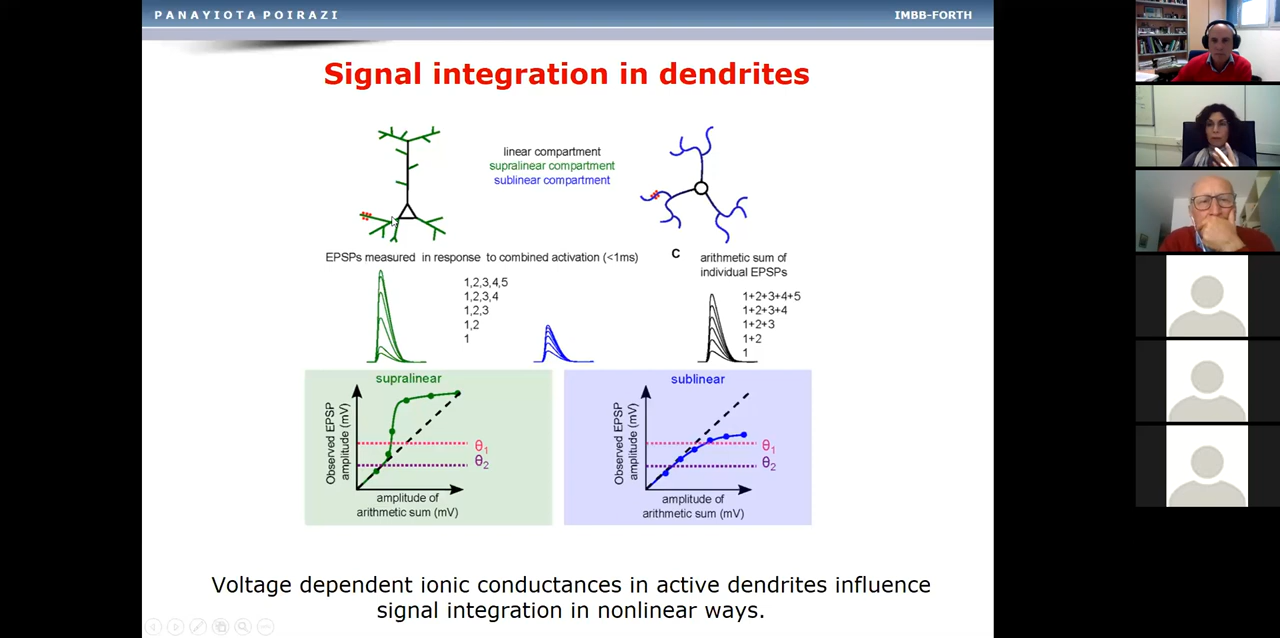 PANAYIOTA POIRAZI
IMBB-FORTH
Signal integration in dendrites
linear compartment
supralinear compartment
sublinear compartment
EPSPs measured in response to combined activation (<1ms)
C
arithmetic sum of
individual EPSPs
1,2,3,4,5
1,2,3,4
1,2,3
1,2
1
1+2+3+4+5
1+2+3+4
1+2+3
1+2
1
supralinear
Observed EPSP
amplitude (mV)
θ1
θ2
amplitude of
arithmetic sum (mV)
sublinear
Observed EPSP
amplitude (mV)
θ1
θ2
amplitude of
arithmetic sum (mV)
Voltage dependent ionic conductances in active dendrites influence
signal integration in nonlinear ways.